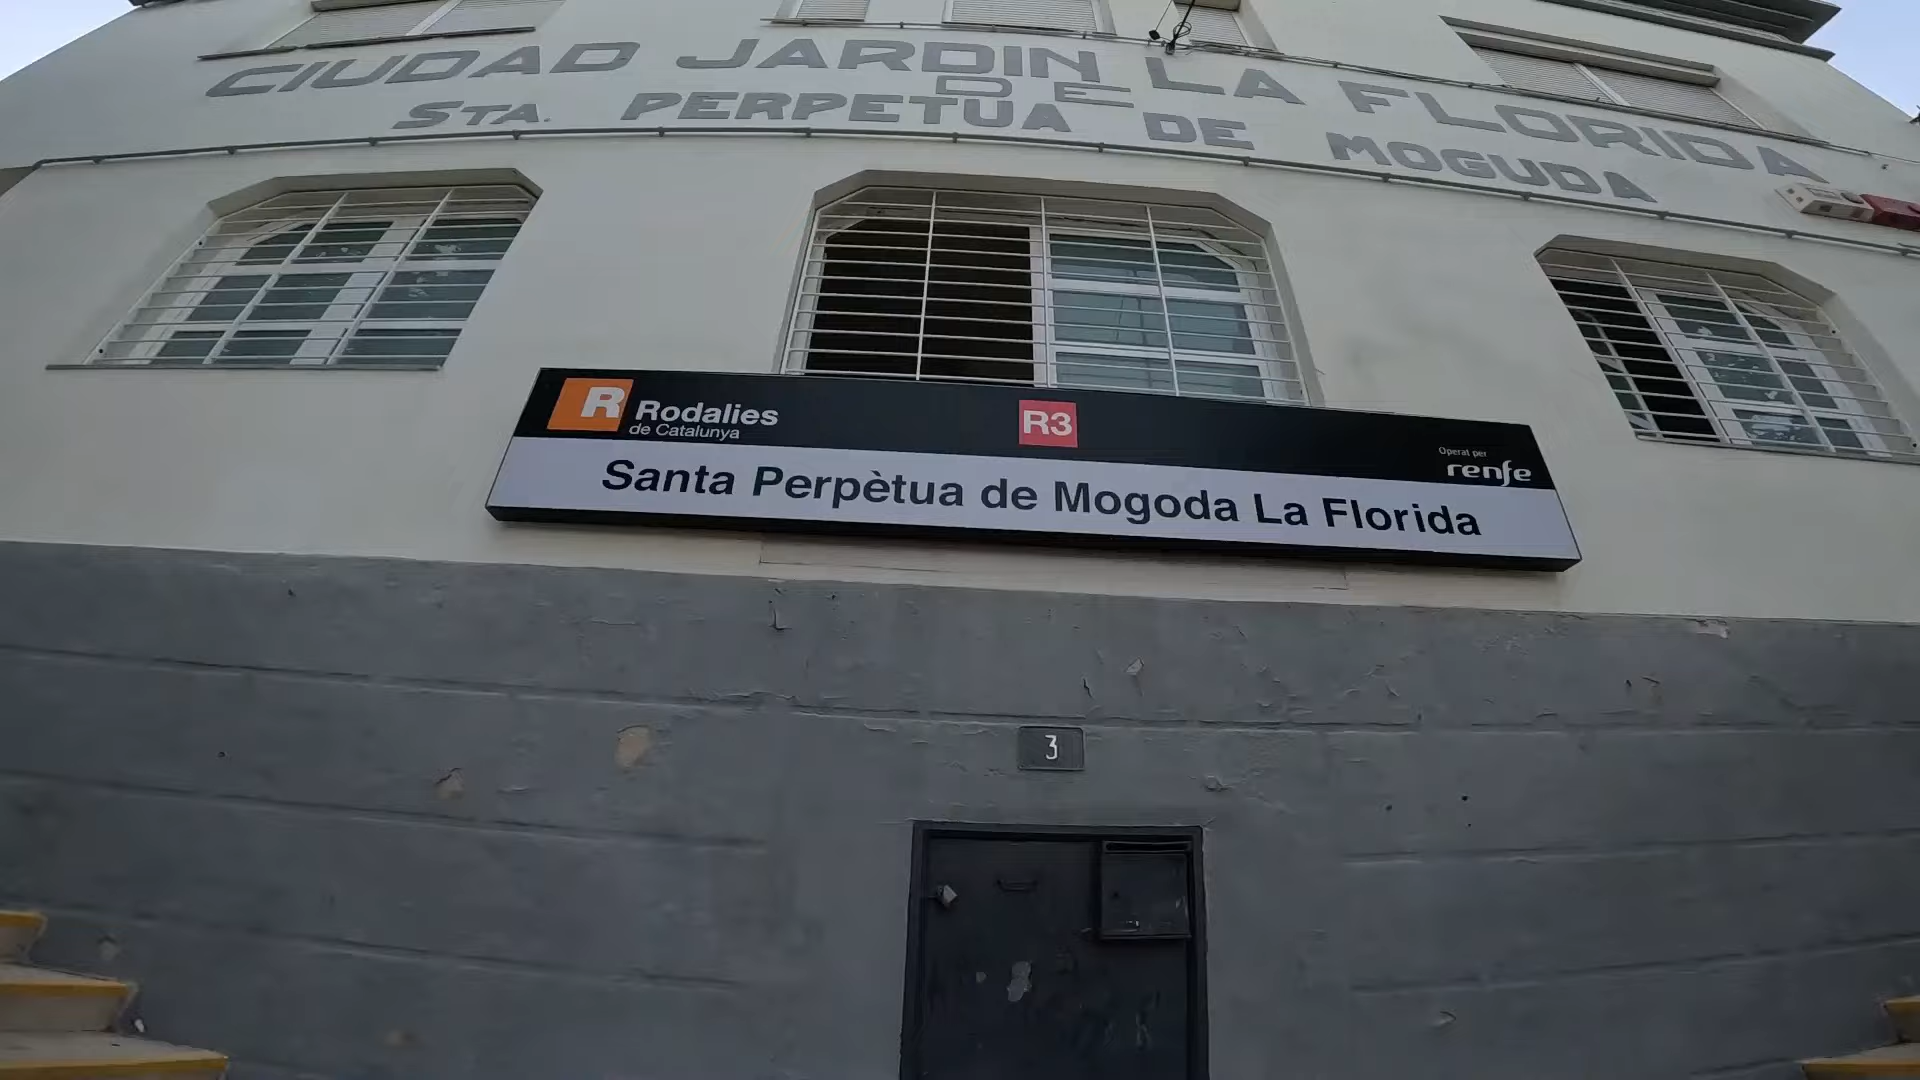 CIUDAD JARDIN LA FLORIDA
DE
STA. PERPETUA DE MOGUDA
R Rodalies
de Catalunya
R3
Operat per
renfe
Santa Perpètua de Mogoda La Florida
3